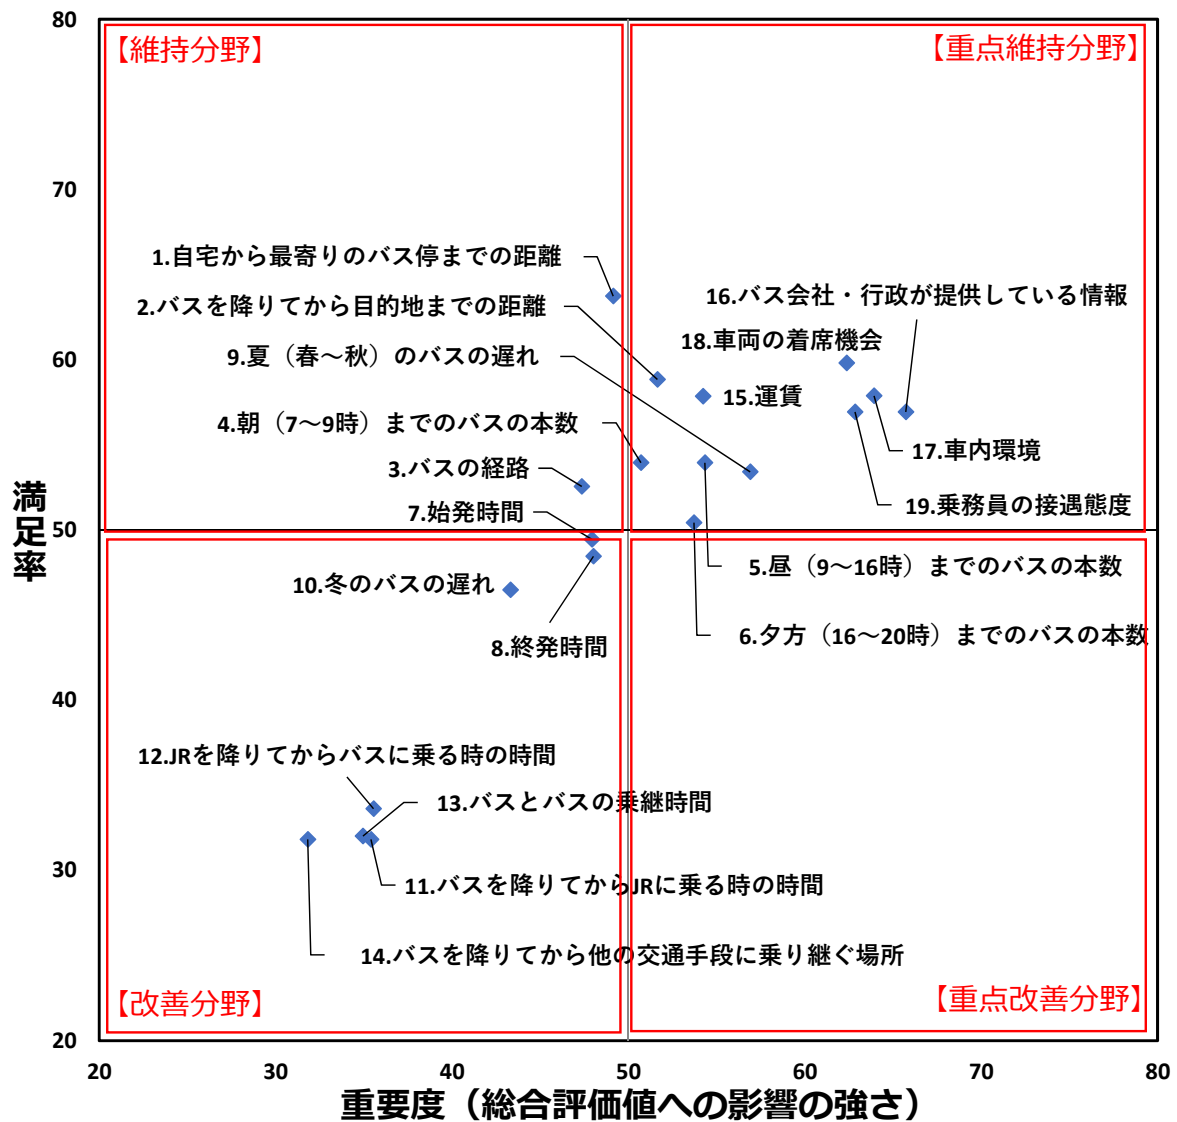 80
【維持分野】
【重点維持分野】
70
1.自宅から最寄りのバス停までの距離
2.バスを降りてから目的地までの距離
16.バス会社・行政が提供している情報
18.車両の着席機会
9.夏（春～秋）のバスの遅れ
60
15.運賃
4.朝（7～9時）までのバスの本数
17.車内環境
3.バスの経路
19.乗務員の接遇態度
7.始発時間
満足率
50
5.昼（9～16時）までのバスの本数
10.冬のバスの遅れ
6.夕方（16～20時）までのバスの本数
8.終発時間
40
12.JRを降りてからバスに乗る時の時間
13.バスとバスの乗継時間
30
11.バスを降りてからJRに乗る時の時間
14.バスを降りてから他の交通手段に乗り継ぐ場所
【改善分野】
【重点改善分野】
20
20 30 40 50 60 70 80
重要度（総合評価値への影響の強さ）